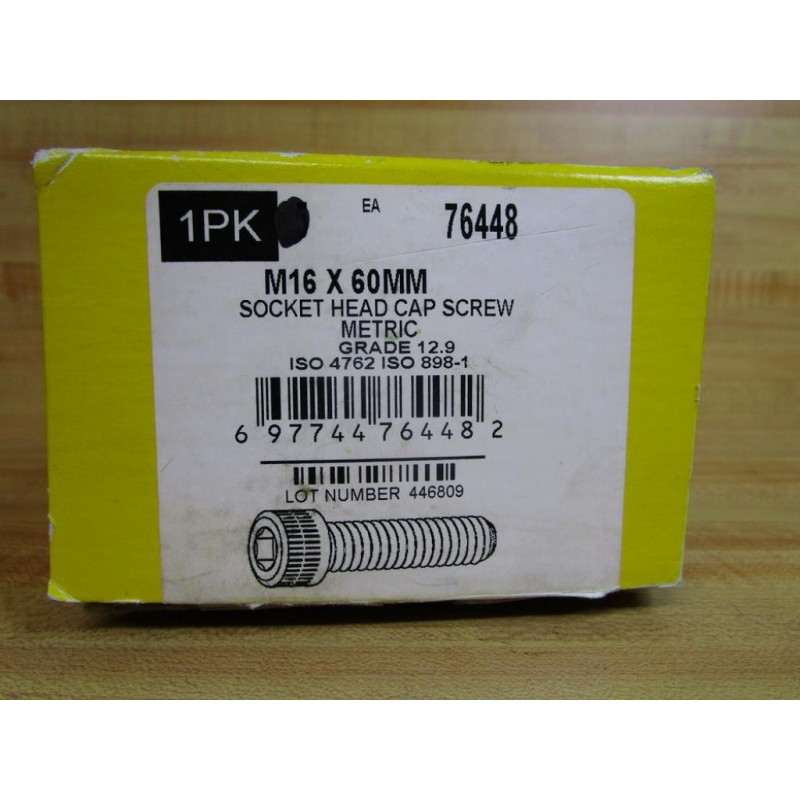 1PK EA 76448
M16 X 60MM
SOCKET HEAD CAP SCREW
METRIC
GRADE 12.9
ISO 4762 ISO 898-1
6 97744 76448 2
LOT NUMBER 446809